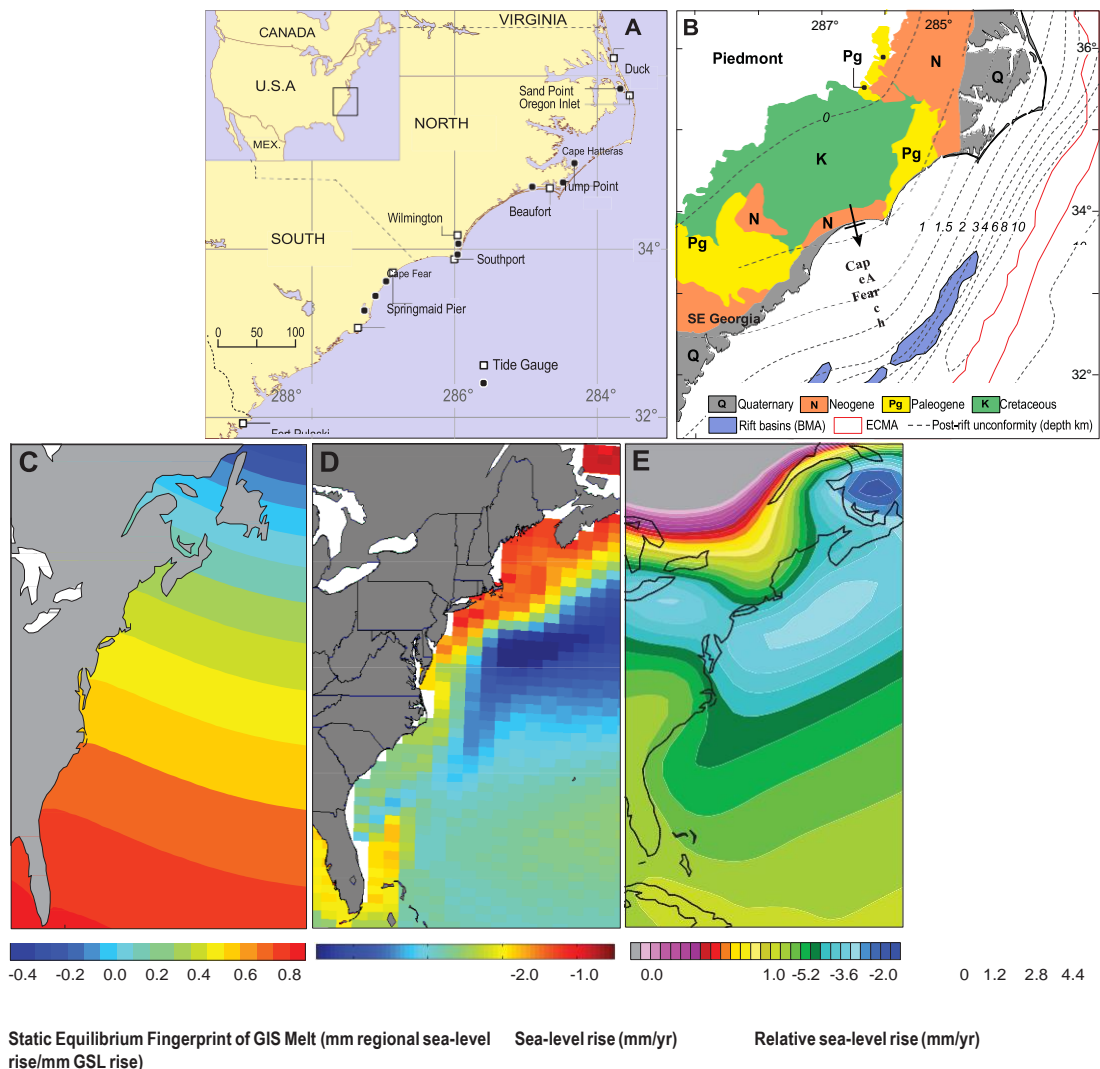 A
VIRGINIA
CANADA
U.S.A
MEX.
Duck
Sand Point
Oregon Inlet
NORTH
Cape Hatteras
Tump Point
Beaufort
Wilmington
SOUTH
34°
Southport
Cape Fear
Springmaid Pier
0 50 100
Tide Gauge
288° 286° 284°
32°
B
287° 285°
36°
Piedmont
Pg
N
Q
0
K
Pg
N
N
Pg
34°
1 1.5 2 3 4 6 8 10
Cap
eA
Fear
c
h
SE Georgia
Q
32°
Q Quaternary N Neogene Pg Paleogene K Cretaceous
Rift basins (BMA) ECMA Post-rift unconformity (depth km)
C
D
E
-0.4 -0.2 0.0 0.2 0.4 0.6 0.8
-2.0 -1.0
0.0 1.0 -5.2 -3.6 -2.0
0 1.2 2.8 4.4
Static Equilibrium Fingerprint of GIS Melt (mm regional sea-level
rise/mm GSL rise)
Sea-level rise (mm/yr)
Relative sea-level rise (mm/yr)